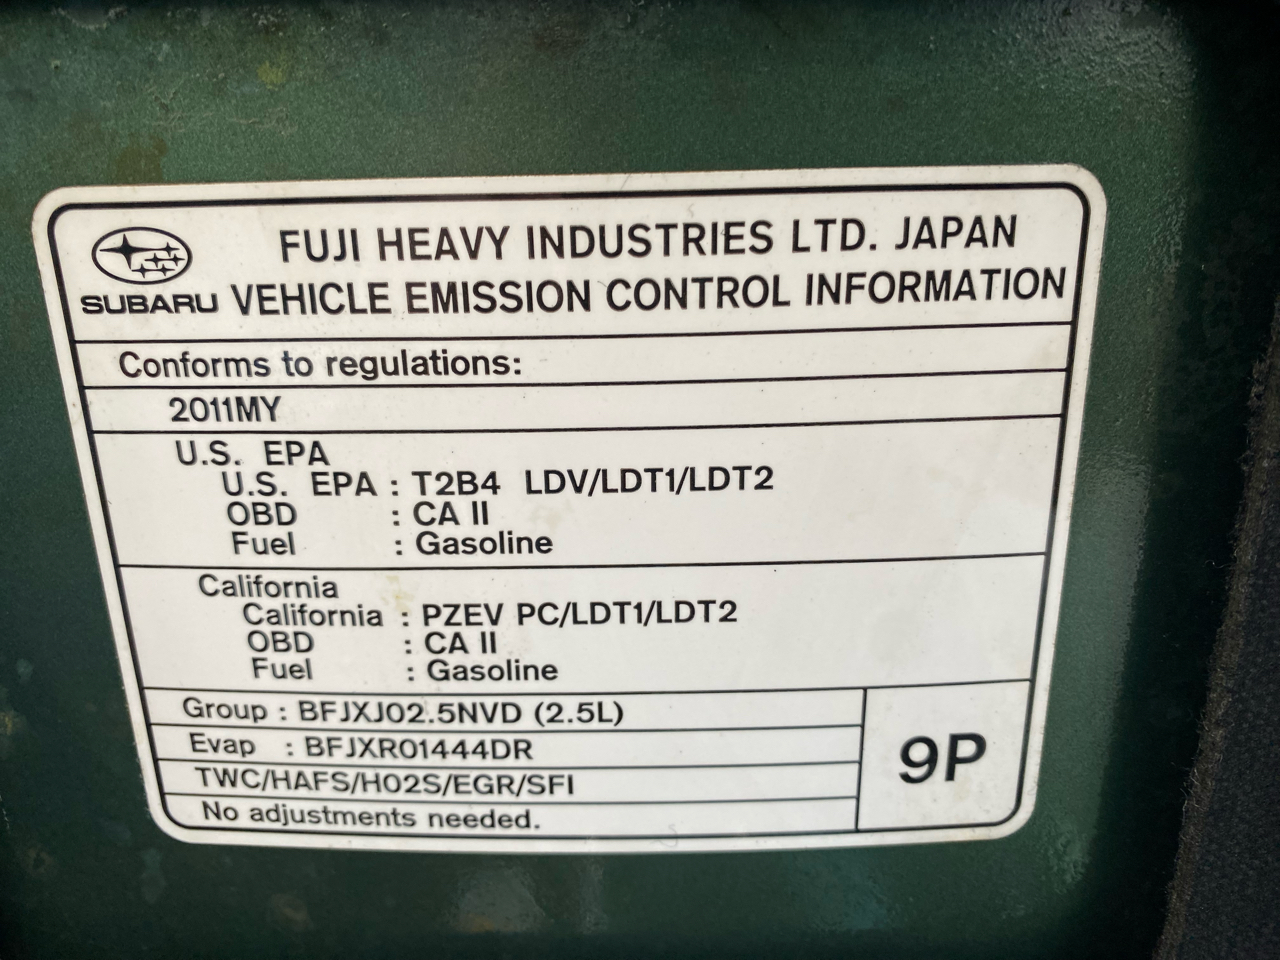 FUJI HEAVY INDUSTRIES LTD. JAPAN
SUBARU VEHICLE EMISSION CONTROL INFORMATION
Conforms to regulations:
2011MY
U.S. EPA
U.S. EPA : T2B4 LDV/LDT1/LDT2
OBD : CA II
Fuel : Gasoline
California
California : PZEV PC/LDT1/LDT2
OBD : CA II
Fuel : Gasoline
Group : BFJXJ02.5NVD (2.5L)
Evap : BFJXR01444DR
9P
TWC/HAFS/HO2S/EGR/SFI
No adjustments needed.